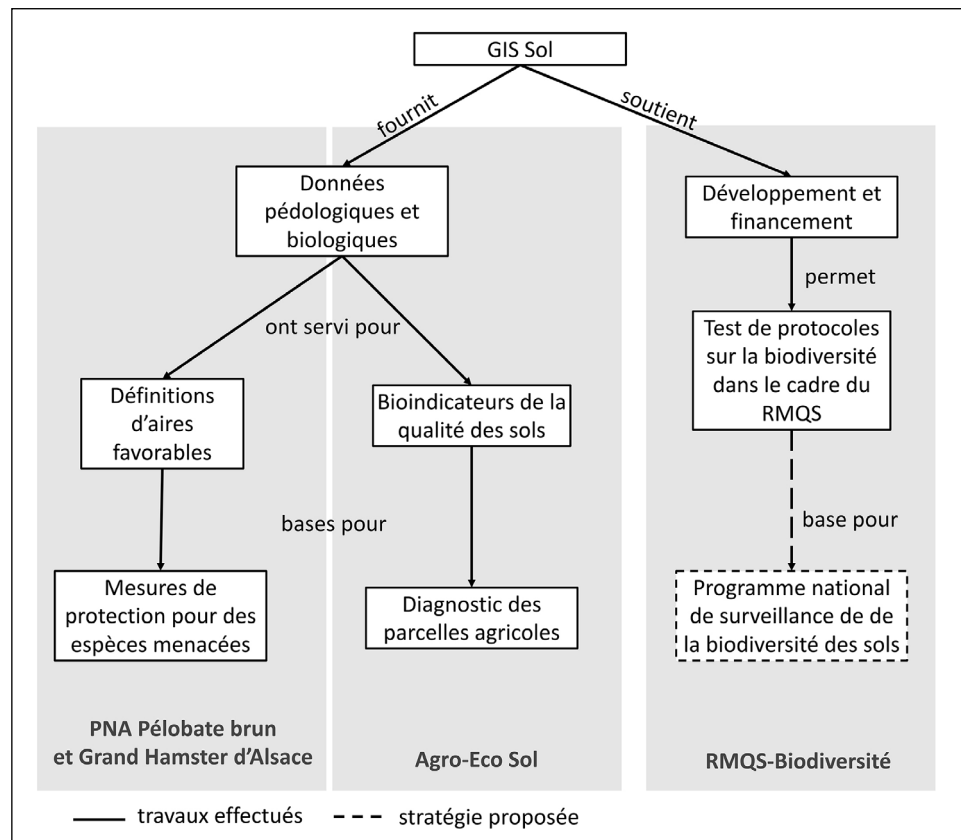 GIS Sol
fournit
soutient
Données
pédologiques et
biologiques
Développement et
financement
permet
ont servi pour
Test de protocoles
sur la biodiversité
dans le cadre du
RMQS
Définitions
d'aires
favorables
Bioindicateurs de la
qualité des sols
bases pour
base pour
Mesures de
protection pour des
espèces menacées
Diagnostic des
parcelles agricoles
Programme national
de surveillance de de
la biodiversité des sols
PNA Pélobate brun
et Grand Hamster d'Alsace
Agro-Eco Sol
RMQS-Biodiversité
travaux effectués
stratégie proposée